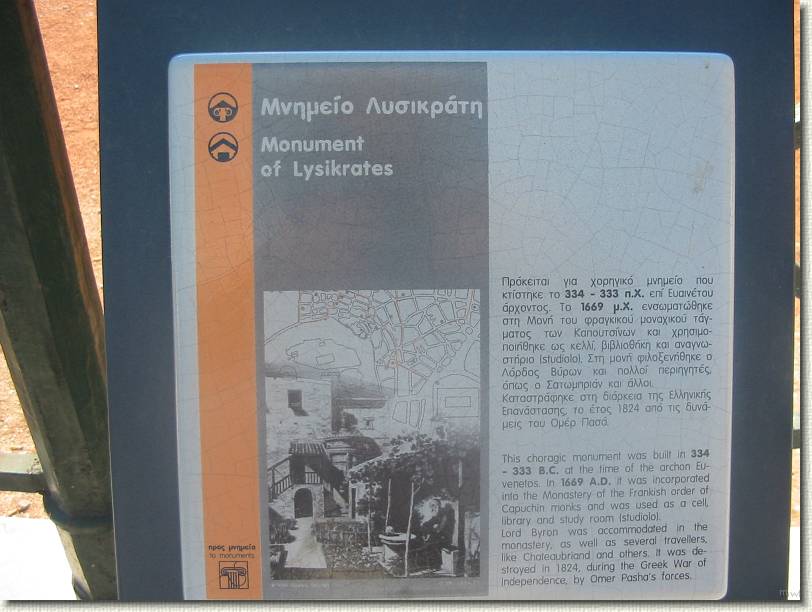 Μνημείο Λυσικράτη
Monument
of Lysikrates
Πρόκειται για χορηγικό μνημείο που
κτίστηκε το 334 - 333 π.Χ. επί Ευαινέτου
άρχοντος. Το 1669 μ.Χ. ενσωματώθηκε
στη Μονή του φραγκικού μοναχικού τάγ-
ματος των Καπουτσίνων και χρησιμο-
ποιήθηκε ως κελλί, βιβλιοθήκη και αναγνω-
στήριο (studiolo). Στη μονή φιλοξενήθηκε ο
Λόρδος Βύρων και πολλοί περιηγητές,
όπως ο Σατωμπριάν και άλλοι.
Καταστράφηκε στη διάρκεια της Ελληνικής
Επανάστασης, το έτος 1824 από τις δυνά-
μεις του Ομέρ Πασά.
This choragic monument was built in 334
- 333 B.C. at the time of the archon Eu-
venetos. In 1669 A.D. it was incorporated
into the Monastery of the Frankish order of
Capuchin monks and was used as a cell,
library and study room (studiolo).
Lord Byron was accommodated in the
monastery, as well as several travellers,
like Chateaubriand and others. It was de-
stroyed in 1824, during the Greek War of
Independence, by Omer Pasha's forces.
προς μνημεία
to monuments
mw